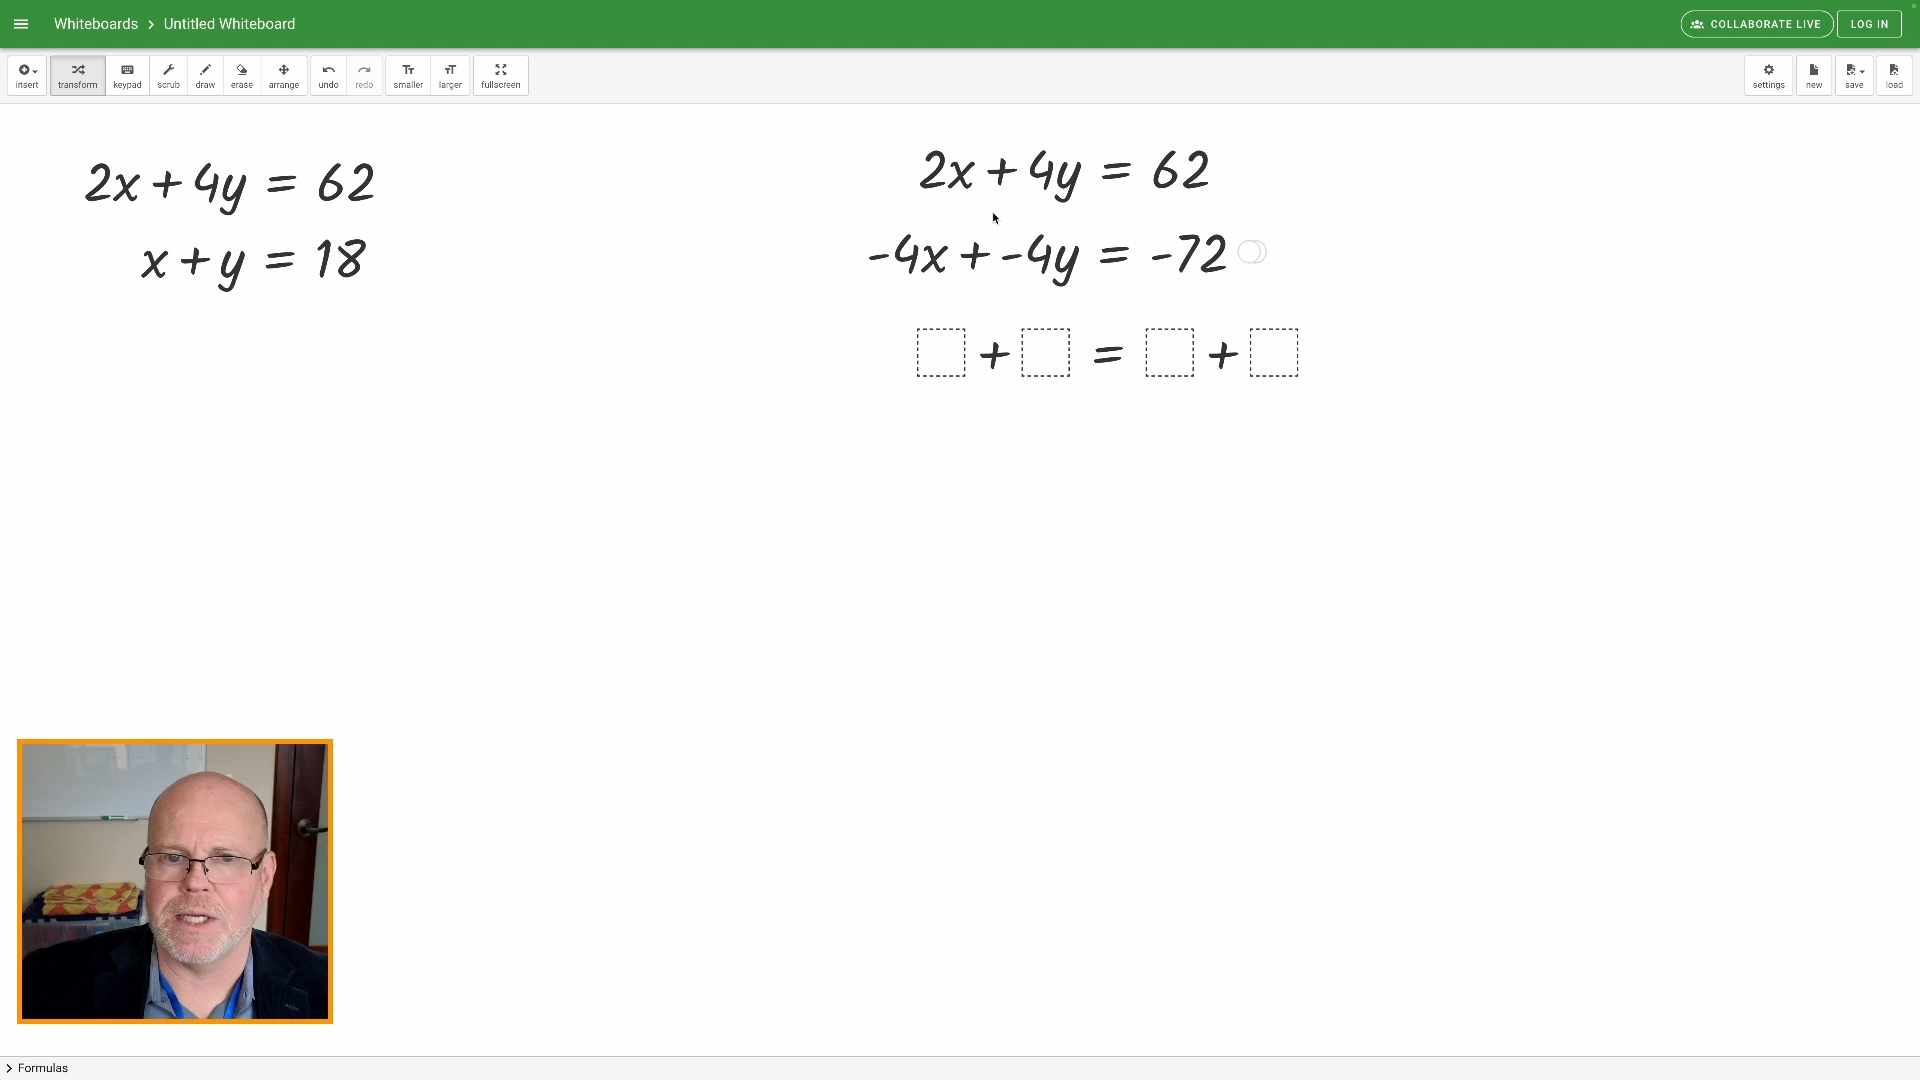 Whiteboards > Untitled Whiteboard
COLLABORATE LIVE
LOG IN
insert transform keypad scrub draw erase arrange undo redo smaller larger fullscreen settings new save load
2x + 4y = 62
x + y = 18
2x + 4y = 62
-4x + -4y = -72
+ = +
Formulas